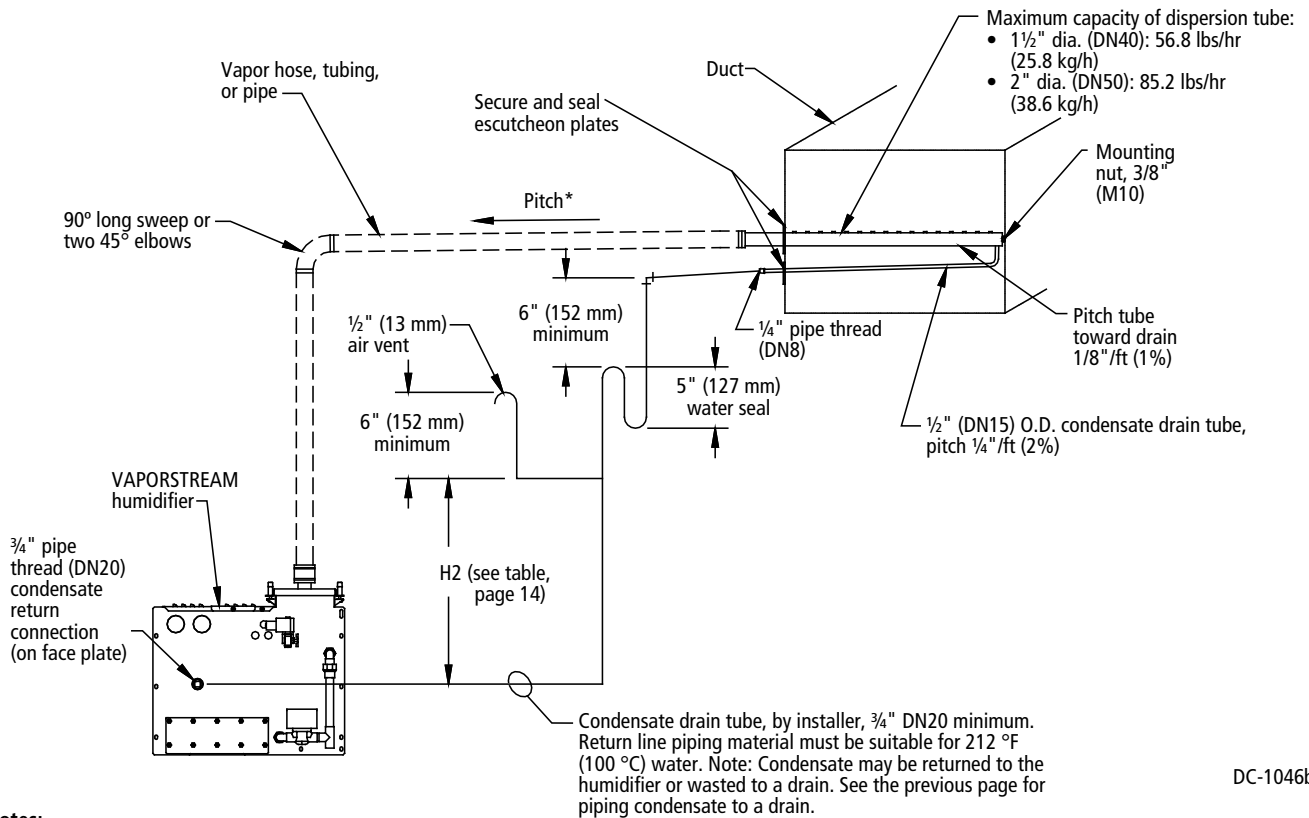 Maximum capacity of dispersion tube:
• 1½" dia. (DN40): 56.8 lbs/hr
(25.8 kg/h)
• 2" dia. (DN50): 85.2 lbs/hr
(38.6 kg/h)
Duct
Vapor hose, tubing,
or pipe
Secure and seal
escutcheon plates
Mounting
nut, 3/8"
(M10)
Pitch*
90º long sweep or
two 45° elbows
6" (152 mm)
minimum
½" (13 mm)
air vent
¼" pipe thread
(DN8)
Pitch tube
toward drain
1/8"/ft (1%)
5" (127 mm)
water seal
6" (152 mm)
minimum
½" (DN15) O.D. condensate drain tube,
pitch ¼"/ft (2%)
VAPORSTREAM
humidifier
¾" pipe
thread (DN20)
condensate
return
connection
(on face plate)
H2 (see table,
page 14)
Condensate drain tube, by installer, ¾" DN20 minimum.
Return line piping material must be suitable for 212 °F
(100 °C) water. Note: Condensate may be returned to the
humidifier or wasted to a drain. See the previous page for
piping condensate to a drain.
DC-1046b